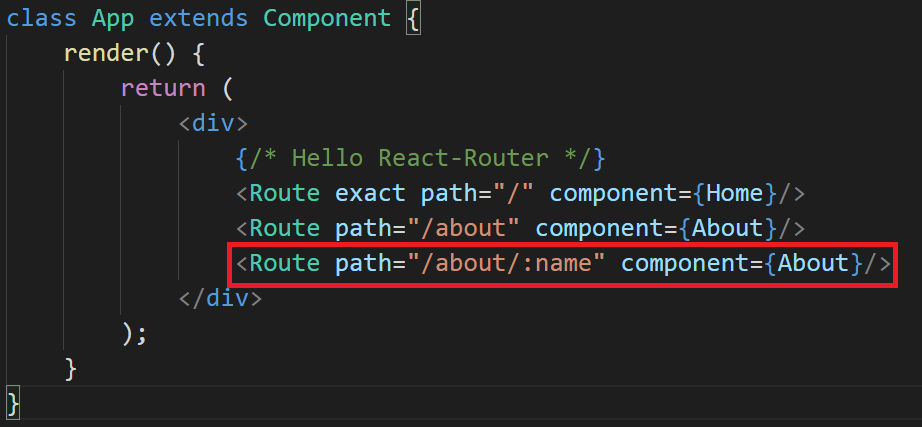 class App extends Component {
render() {
return (
<div>
{/* Hello React-Router */}
<Route exact path="/" component={Home}/>
<Route path="/about" component={About}/>
<Route path="/about/:name" component={About}/>
</div>
);
}
}